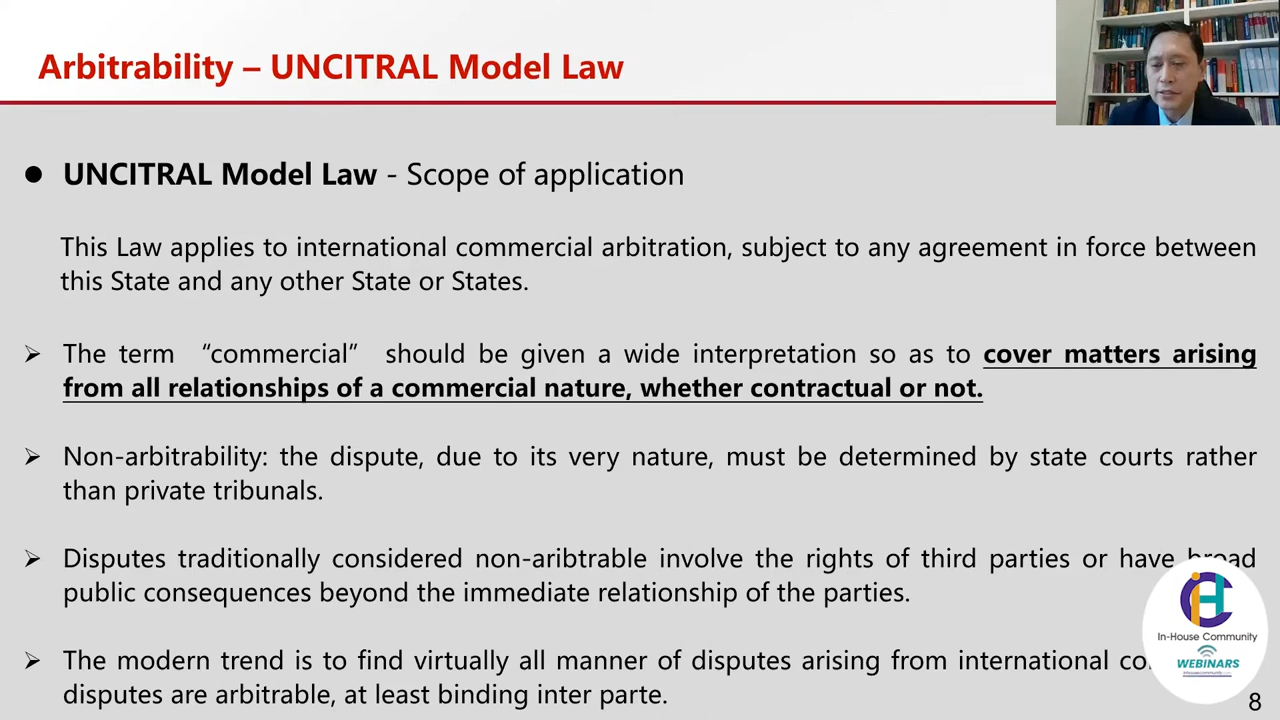 Arbitrability – UNCITRAL Model Law
● UNCITRAL Model Law - Scope of application
This Law applies to international commercial arbitration, subject to any agreement in force between
this State and any other State or States.
➢ The term “commercial” should be given a wide interpretation so as to cover matters arising
from all relationships of a commercial nature, whether contractual or not.
➢ Non-arbitrability: the dispute, due to its very nature, must be determined by state courts rather
than private tribunals.
➢ Disputes traditionally considered non-aribtrable involve the rights of third parties or have broad
public consequences beyond the immediate relationship of the parties.
➢ The modern trend is to find virtually all manner of disputes arising from international
disputes are arbitrable, at least binding inter parte.
In-House Community
WEBINARS
8